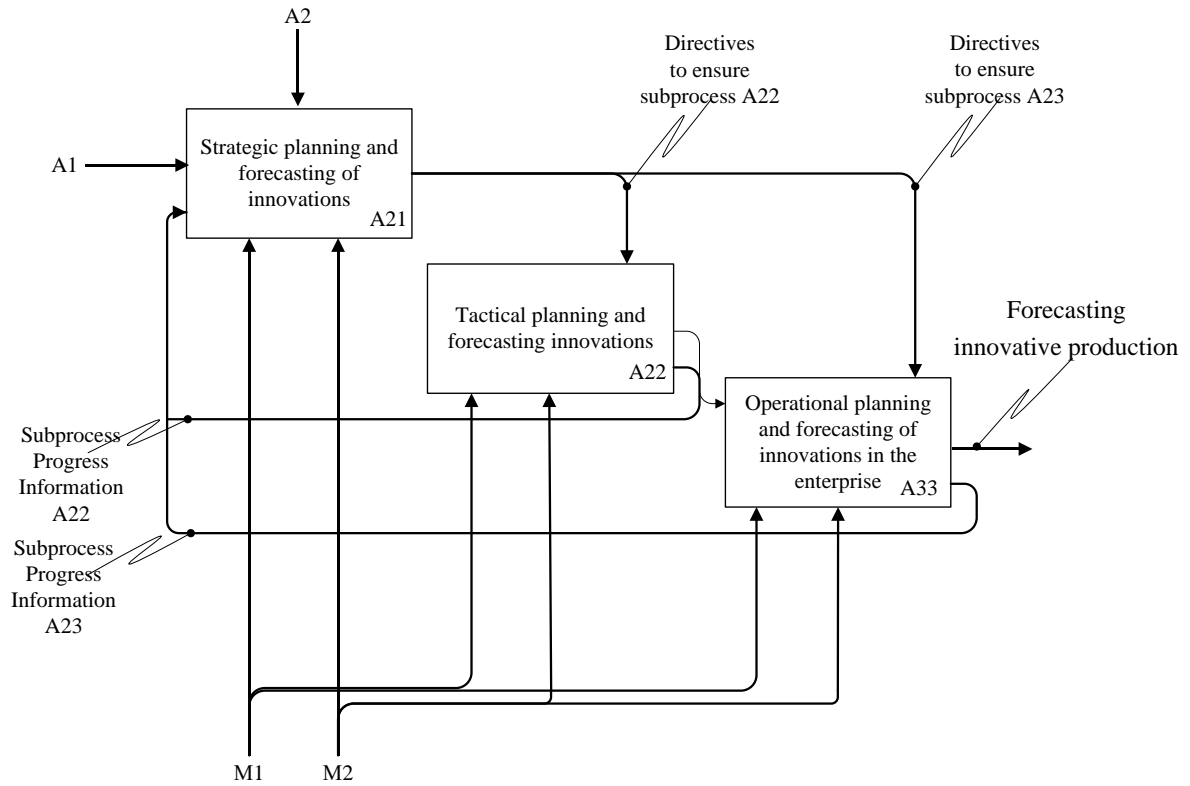 A2
Directives
to ensure
subprocess A22
Directives
to ensure
subprocess A23
A1
Strategic planning and
forecasting of
innovations
A21
Tactical planning and
forecasting innovations
A22
Forecasting
innovative production
Operational planning
and forecasting of
innovations in the
enterprise
A33
Subprocess
Progress
Information
A22
Subprocess
Progress
Information
A23
M1
M2